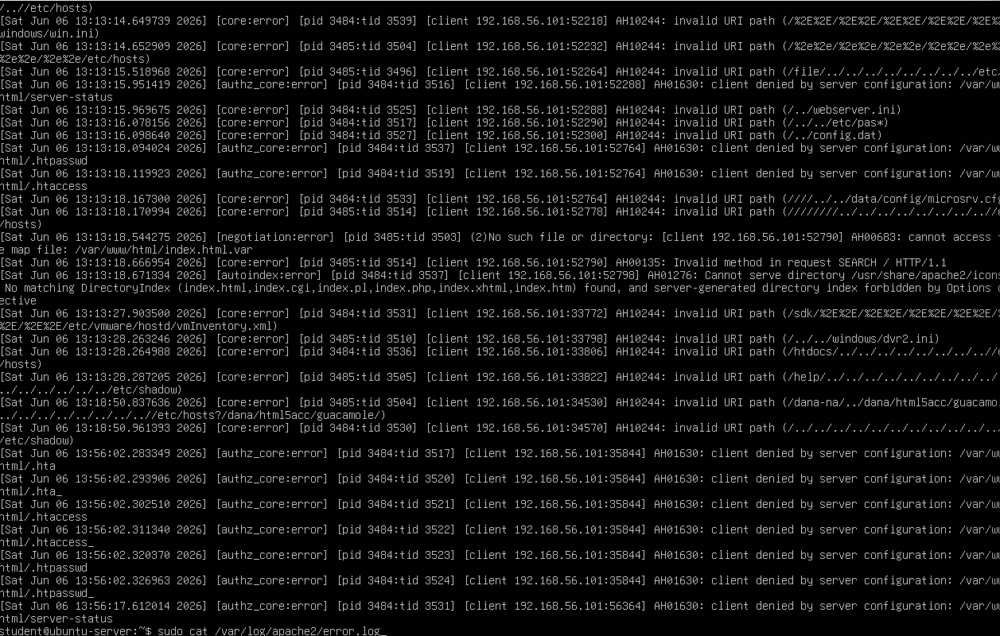 /..//etc/hosts)
[Sat Jun 06 13:13:14.649739 2026] [core:error] [pid 3484:tid 3539] [client 192.168.56.101:52218] AH10244: invalid URI path (/%2E%2E/%2E%2E/%2E%2E/%2E%2E/%2E%2
windows/win.ini)
[Sat Jun 06 13:13:14.652909 2026] [core:error] [pid 3484:tid 3504] [client 192.168.56.101:52232] AH10244: invalid URI path (/%2e%2e/%2e%2e/%2e%2e/%2e%2e/%2e%2
%2e%2e/%2e%2e/etc/hosts)
[Sat Jun 06 13:13:15.518968 2026] [core:error] [pid 3485:tid 3496] [client 192.168.56.101:52264] AH10244: invalid URI path (/file/../../../../../../../../etc/
[Sat Jun 06 13:13:15.951419 2026] [authz_core:error] [pid 3484:tid 3516] [client 192.168.56.101:52288] AH01630: client denied by server configuration: /var/ww
html/server-status
[Sat Jun 06 13:13:15.969675 2026] [core:error] [pid 3484:tid 3525] [client 192.168.56.101:52288] AH10244: invalid URI path (/../webserver.ini)
[Sat Jun 06 13:13:16.078156 2026] [core:error] [pid 3484:tid 3517] [client 192.168.56.101:52290] AH10244: invalid URI path (/../../etc/pas*)
[Sat Jun 06 13:13:16.098640 2026] [core:error] [pid 3484:tid 3527] [client 192.168.56.101:52300] AH10244: invalid URI path (/../config.dat)
[Sat Jun 06 13:13:18.094024 2026] [authz_core:error] [pid 3484:tid 3537] [client 192.168.56.101:52764] AH01630: client denied by server configuration: /var/ww
html/.htpasswd
[Sat Jun 06 13:13:18.119923 2026] [authz_core:error] [pid 3484:tid 3519] [client 192.168.56.101:52764] AH01630: client denied by server configuration: /var/ww
html/.htaccess
[Sat Jun 06 13:13:18.167300 2026] [core:error] [pid 3484:tid 3533] [client 192.168.56.101:52764] AH10244: invalid URI path (////../../data/config/microsrv.cfg
[Sat Jun 06 13:13:18.170994 2026] [core:error] [pid 3485:tid 3514] [client 192.168.56.101:52778] AH10244: invalid URI path (////////../../../../../../../..//e
/hosts)
[Sat Jun 06 13:13:18.544275 2026] [negotiation:error] [pid 3485:tid 3503] (2)No such file or directory: [client 192.168.56.101:52790] AH00683: cannot access
e map file: /var/www/html/index.html.var
[Sat Jun 06 13:13:18.666954 2026] [core:error] [pid 3485:tid 3514] [client 192.168.56.101:52790] AH00135: Invalid method in request SEARCH / HTTP/1.1
[Sat Jun 06 13:13:18.671334 2026] [autoindex:error] [pid 3484:tid 3537] [client 192.168.56.101:52798] AH01276: Cannot serve directory /usr/share/apache2/icons
No matching DirectoryIndex (index.html,index.cgi,index.pl,index.php,index.xhtml,index.htm) found, and server-generated directory index forbidden by Options
ective
[Sat Jun 06 13:13:27.903500 2026] [core:error] [pid 3484:tid 3531] [client 192.168.56.101:33772] AH10244: invalid URI path (/sdk/%2E%2E/%2E%2E/%2E%2E/%2E%2E/%
%2E/%2E%2E/etc/vmware/hostd/vmInventory.xml)
[Sat Jun 06 13:13:28.263246 2026] [core:error] [pid 3485:tid 3510] [client 192.168.56.101:33798] AH10244: invalid URI path (/../../windows/dvr2.ini)
[Sat Jun 06 13:13:28.264988 2026] [core:error] [pid 3484:tid 3536] [client 192.168.56.101:33806] AH10244: invalid URI path (/htdocs/../../../../../../../..//e
/hosts)
[Sat Jun 06 13:13:28.287205 2026] [core:error] [pid 3485:tid 3505] [client 192.168.56.101:33822] AH10244: invalid URI path (/help/../../../../../../../../
../../../../../../etc/shadow)
[Sat Jun 06 13:18:50.837636 2026] [core:error] [pid 3485:tid 3504] [client 192.168.56.101:34530] AH10244: invalid URI path (/dana-na/../dana/html5acc/guacamo
../../../../../../../..//etc/hosts?/dana/html5acc/guacamole/)
[Sat Jun 06 13:18:50.961393 2026] [core:error] [pid 3484:tid 3530] [client 192.168.56.101:34570] AH10244: invalid URI path (/../../../../../../../../../../..
/etc/shadow)
[Sat Jun 06 13:56:02.283349 2026] [authz_core:error] [pid 3484:tid 3517] [client 192.168.56.101:35844] AH01630: client denied by server configuration: /var/ww
html/.hta
[Sat Jun 06 13:56:02.293906 2026] [authz_core:error] [pid 3484:tid 3520] [client 192.168.56.101:35844] AH01630: client denied by server configuration: /var/ww
html/.hta_
[Sat Jun 06 13:56:02.302510 2026] [authz_core:error] [pid 3484:tid 3521] [client 192.168.56.101:35844] AH01630: client denied by server configuration: /var/ww
html/.htaccess
[Sat Jun 06 13:56:02.311340 2026] [authz_core:error] [pid 3484:tid 3522] [client 192.168.56.101:35844] AH01630: client denied by server configuration: /var/ww
html/.htaccess_
[Sat Jun 06 13:56:02.320370 2026] [authz_core:error] [pid 3484:tid 3523] [client 192.168.56.101:35844] AH01630: client denied by server configuration: /var/ww
html/.htpasswd
[Sat Jun 06 13:56:02.326963 2026] [authz_core:error] [pid 3484:tid 3524] [client 192.168.56.101:35844] AH01630: client denied by server configuration: /var/ww
html/.htpasswd_
[Sat Jun 06 13:56:17.612014 2026] [authz_core:error] [pid 3484:tid 3531] [client 192.168.56.101:56364] AH01630: client denied by server configuration: /var/ww
html/server-status
student@ubuntu-server:~$ sudo cat /var/log/apache2/error.log_